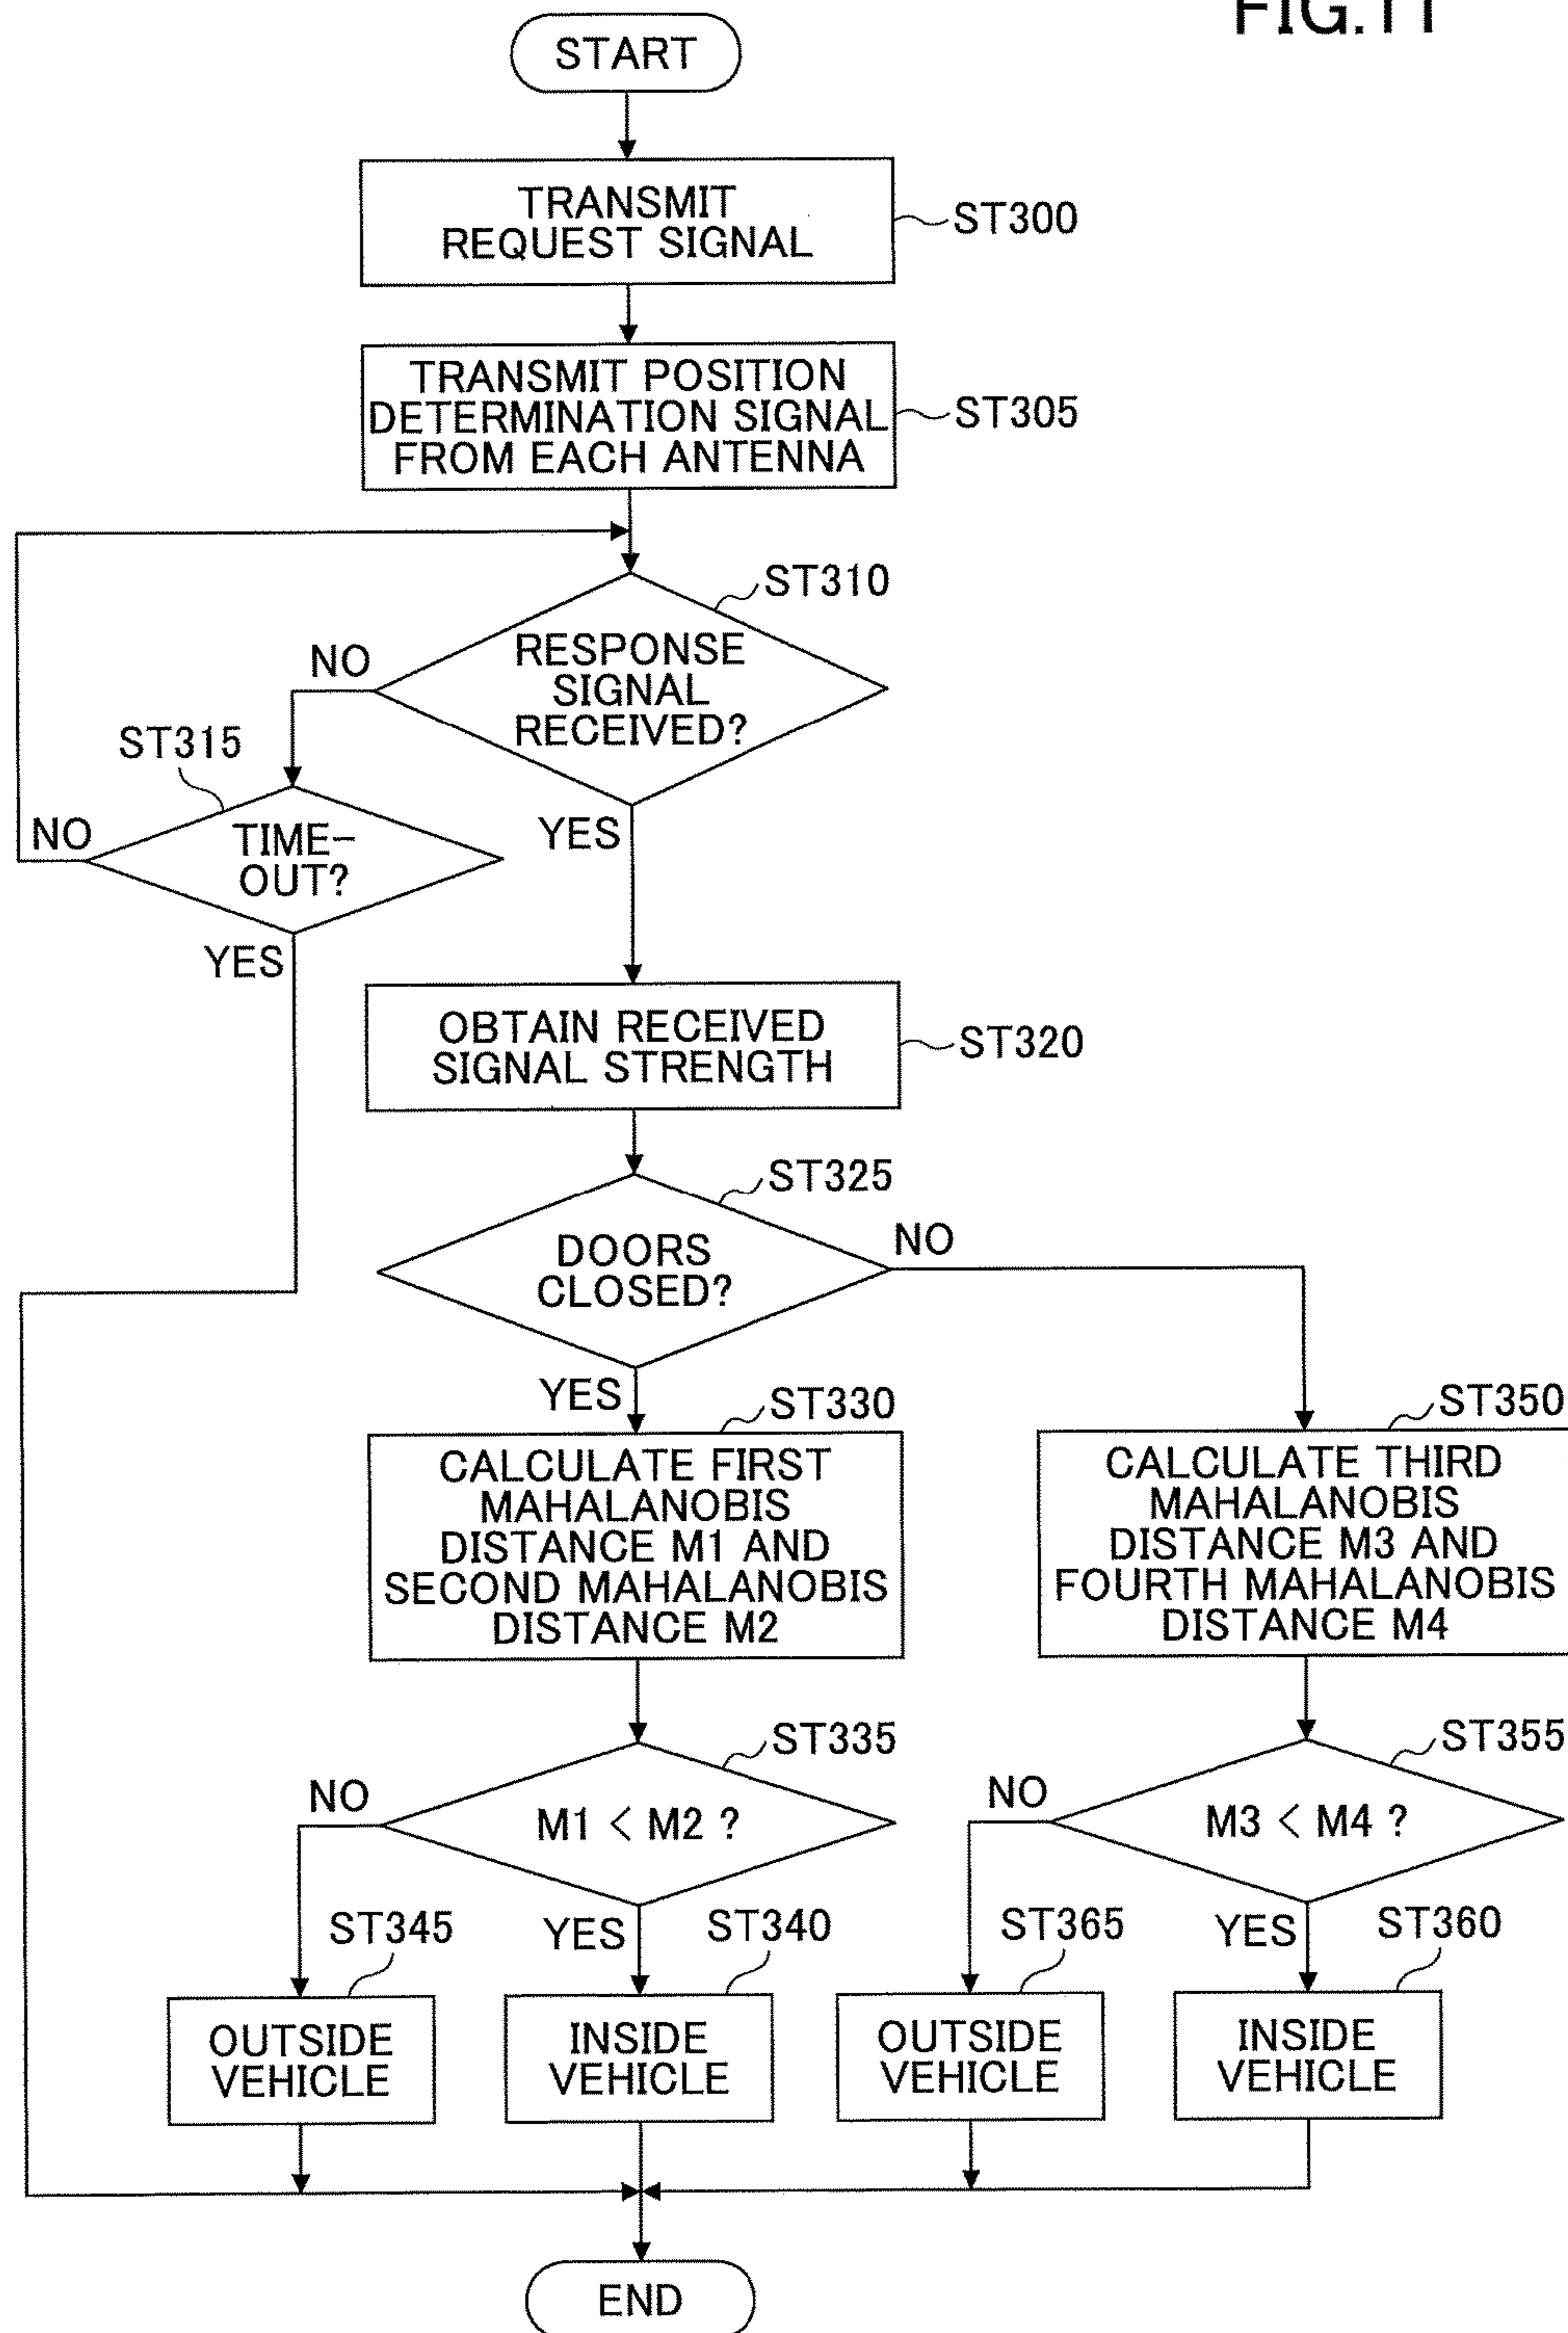 FIG.11
START
TRANSMIT
REQUEST SIGNAL
ST300
TRANSMIT POSITION
DETERMINATION SIGNAL
FROM EACH ANTENNA
ST305
ST310
RESPONSE
SIGNAL
RECEIVED?
NO
YES
ST315
TIME-
OUT?
NO
YES
OBTAIN RECEIVED
SIGNAL STRENGTH
ST320
ST325
DOORS
CLOSED?
NO
YES
ST330
CALCULATE FIRST
MAHALANOBIS
DISTANCE M1 AND
SECOND MAHALANOBIS
DISTANCE M2
ST350
CALCULATE THIRD
MAHALANOBIS
DISTANCE M3 AND
FOURTH MAHALANOBIS
DISTANCE M4
ST335
M1 < M2 ?
NO
YES
ST355
M3 < M4 ?
NO
YES
ST345
OUTSIDE
VEHICLE
ST340
INSIDE
VEHICLE
ST365
OUTSIDE
VEHICLE
ST360
INSIDE
VEHICLE
END